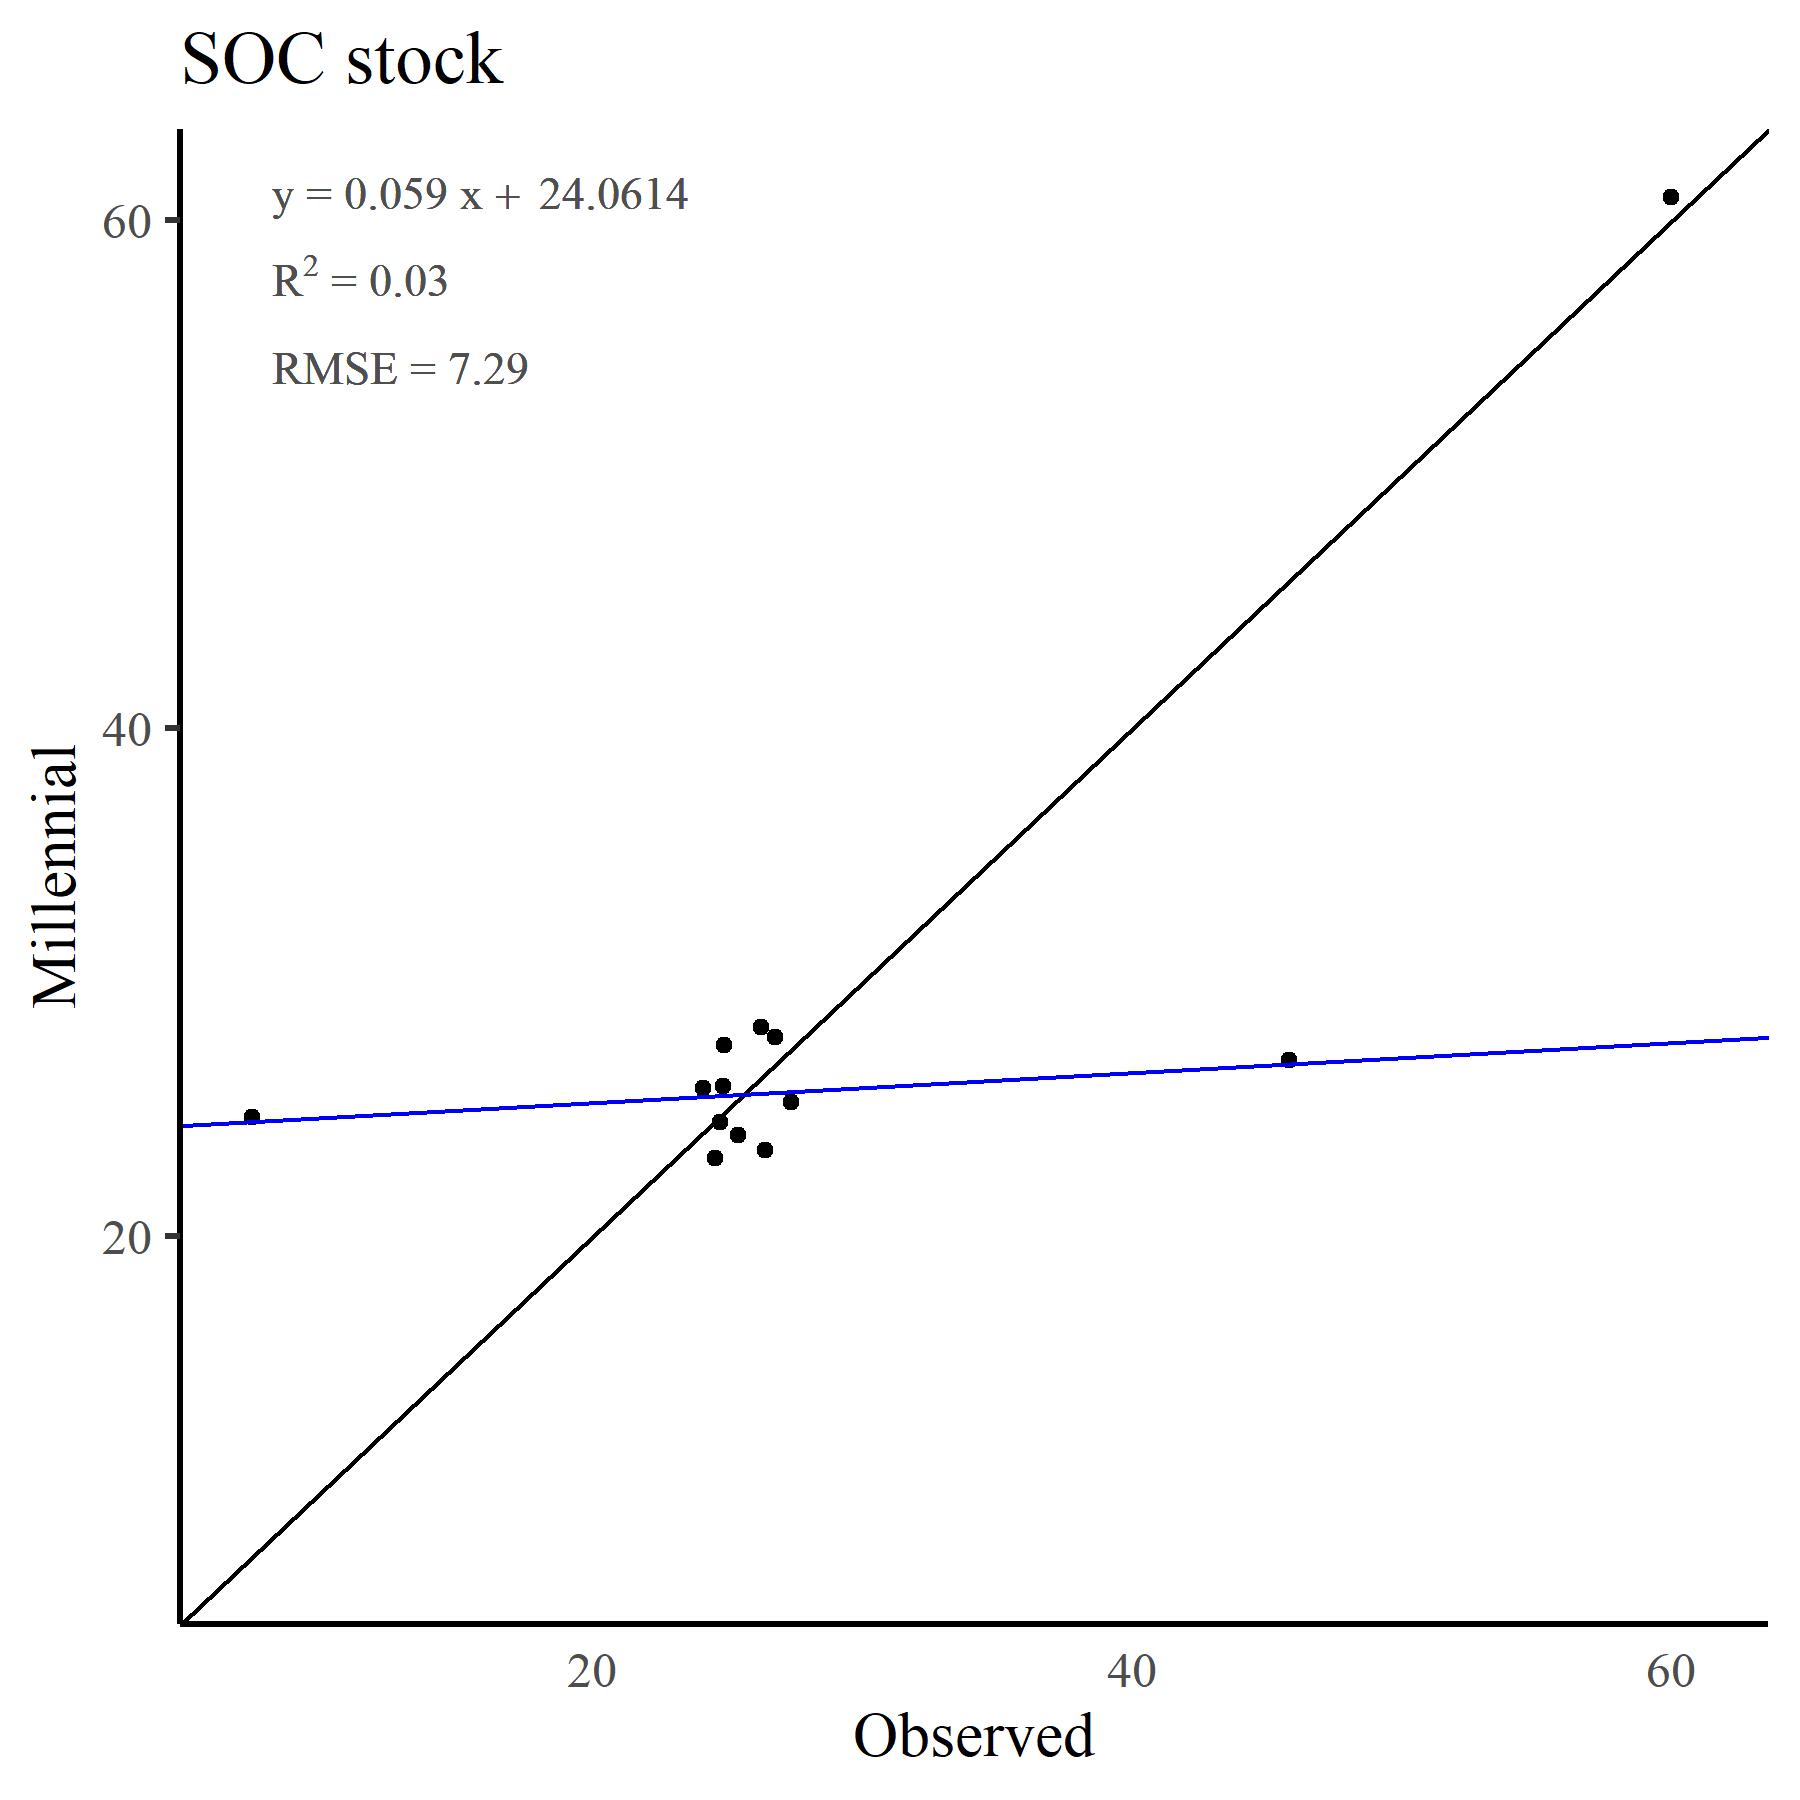 SOC stock
y = 0.059 x + 24.0614
R² = 0.03
RMSE = 7.29
60
40
20
Millennial
20 40 60
Observed